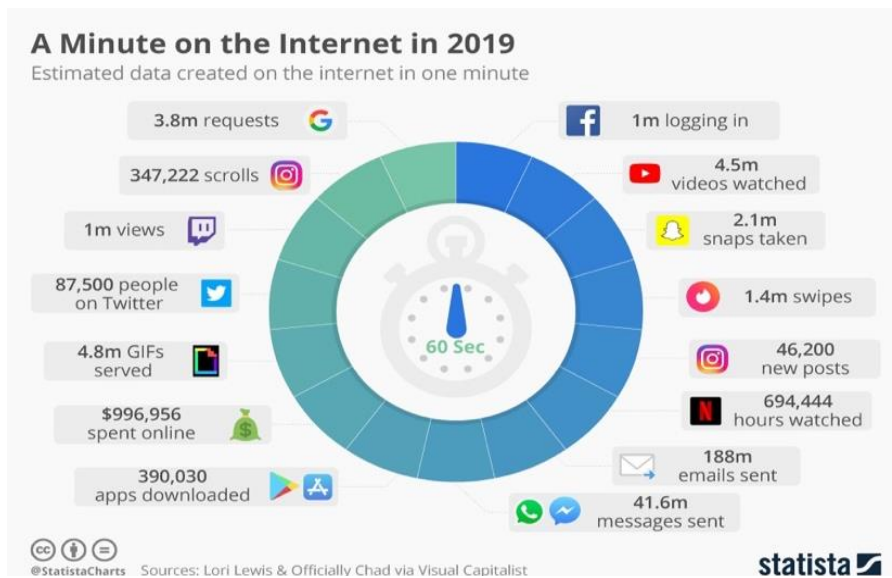 A Minute on the Internet in 2019
Estimated data created on the internet in one minute
3.8m requests
347,222 scrolls
1m views
87,500 people
on Twitter
4.8m GIFs
served
$996,956
spent online
390,030
apps downloaded
1m logging in
4.5m
videos watched
2.1m
snaps taken
1.4m swipes
46,200
new posts
694,444
hours watched
188m
emails sent
41.6m
messages sent
60 Sec
@StatistaCharts Sources: Lori Lewis & Officially Chad via Visual Capitalist
statista